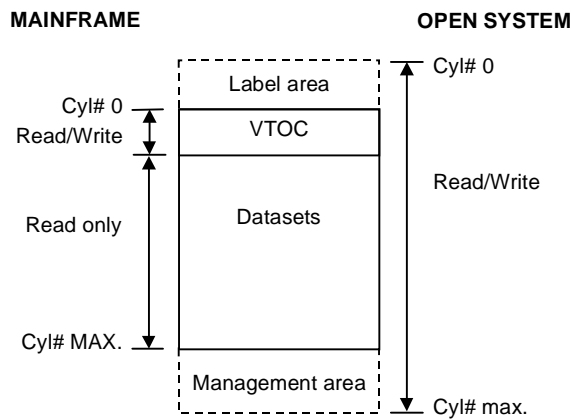 MAINFRAME
OPEN SYSTEM
Cyl# 0
Label area
Cyl# 0
VTOC
Read/Write
Read/Write
Read only
Datasets
Cyl# MAX.
Management area
Cyl# max.